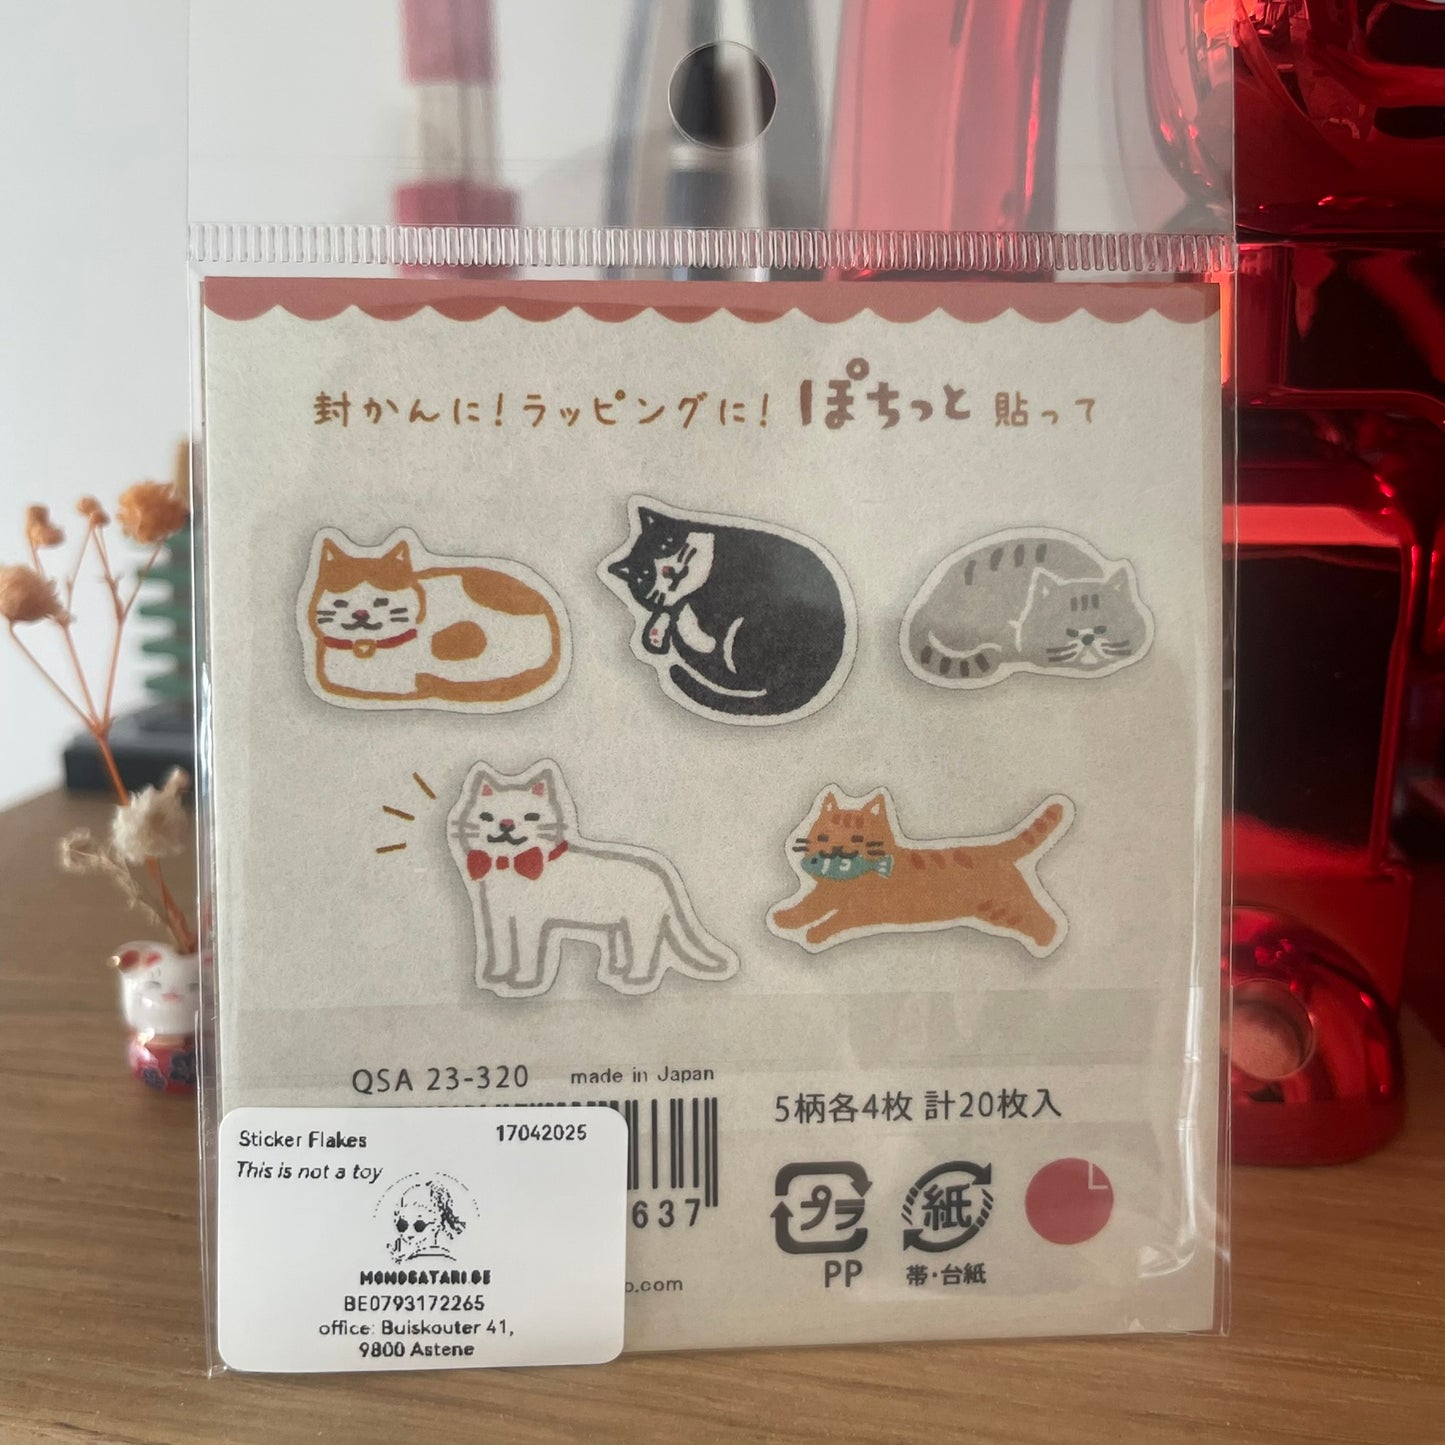 封かんに!ラッピングに!ぽちっと貼って
QSA 23-320 made in Japan
5柄各4枚 計20枚入
Sticker Flakes 17042025
This is not a toy
MONOGATARI.BE
BE0793172265
office: Buiskouter 41,
9800 Astene
637
.com
プラ
PP
紙
帯・台紙